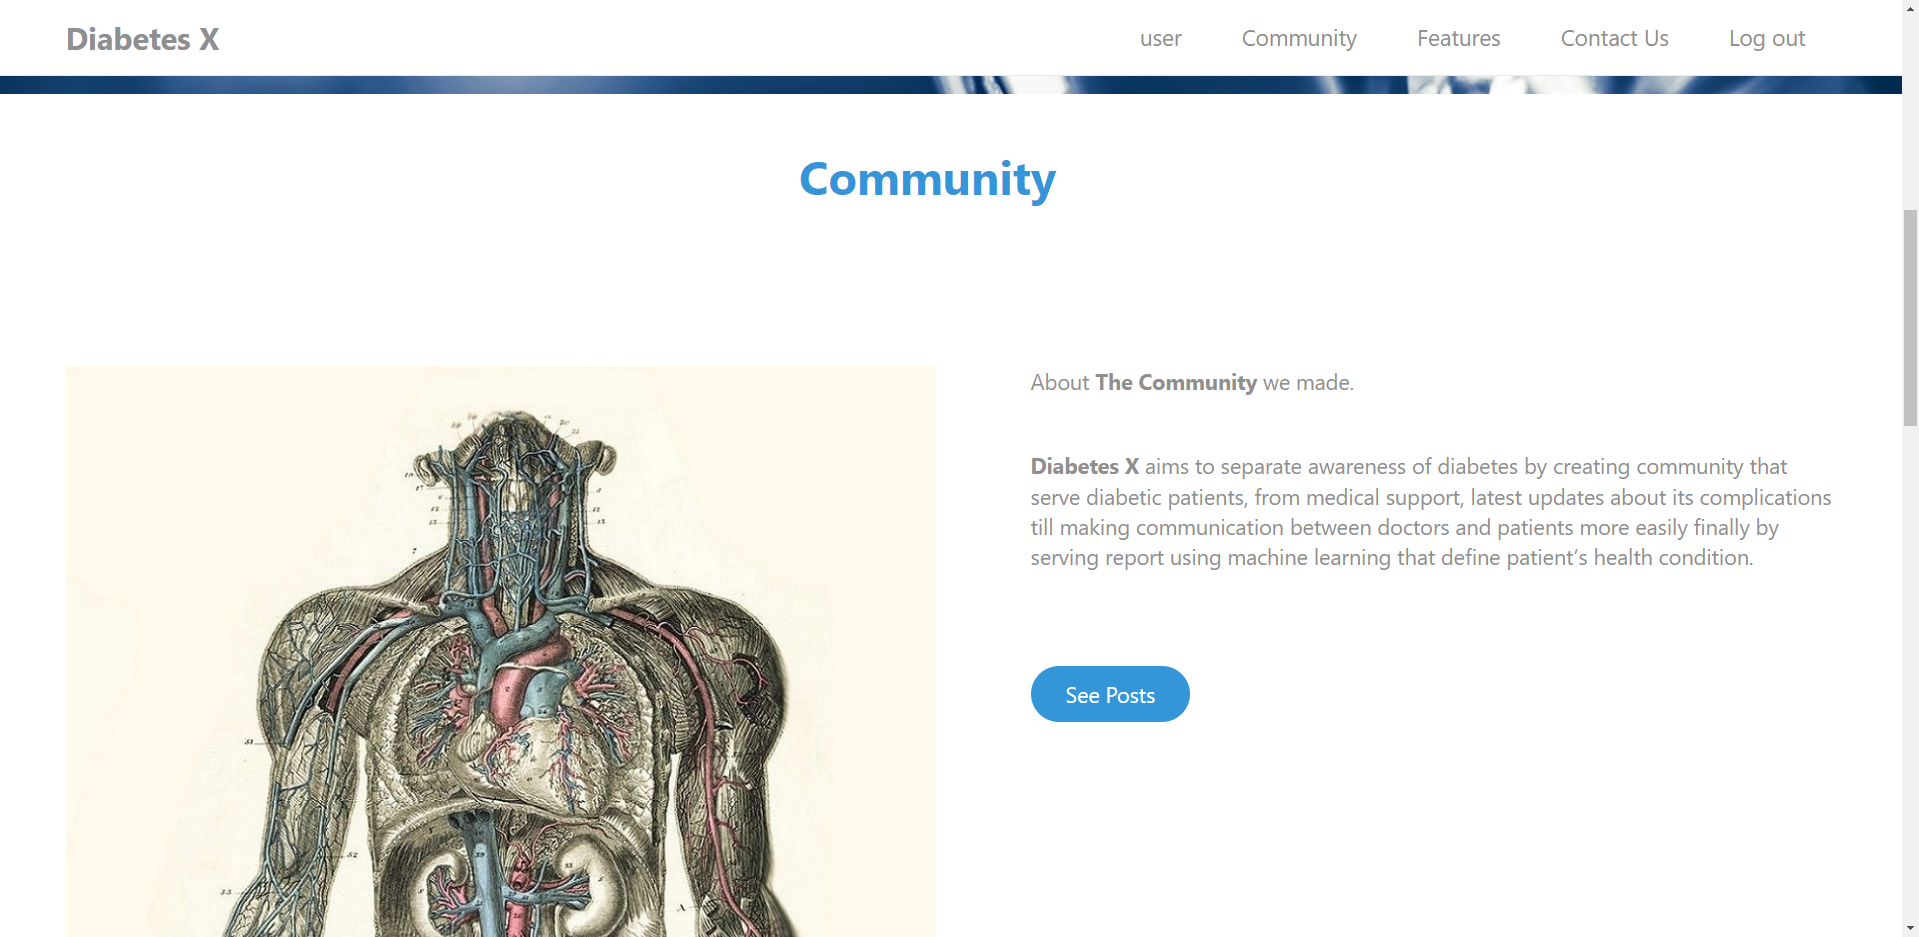 Diabetes X
user Community Features Contact Us Log out
Community
About The Community we made.
Diabetes X aims to separate awareness of diabetes by creating community that
serve diabetic patients, from medical support, latest updates about its complications
till making communication between doctors and patients more easily finally by
serving report using machine learning that define patient’s health condition.
See Posts